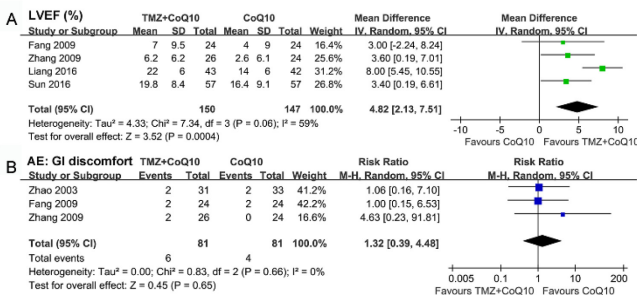 A LVEF (%) TMZ+CoQ10 CoQ10 Mean Difference Mean Difference
Study or Subgroup Mean SD Total Mean SD Total Weight IV, Random, 95% CI IV, Random, 95% CI
Fang 2009 7 9.5 24 4 9 24 16.4% 3.00 [-2.24, 8.24]
Zhang 2009 6.2 6.2 26 2.6 6.1 24 25.4% 3.60 [0.19, 7.01]
Liang 2016 22 6 43 14 6 42 31.4% 8.00 [5.45, 10.55]
Sun 2016 19.8 8.4 57 16.4 9.1 57 26.8% 3.40 [0.19, 6.61]
Total (95% CI) 150 147 100.0% 4.82 [2.13, 7.51]
Heterogeneity: Tau² = 4.33; Chi² = 7.34, df = 3 (P = 0.06); I² = 59%
Test for overall effect: Z = 3.52 (P = 0.0004)
-10 -5 0 5 10
Favours CoQ10 Favours TMZ+CoQ10
B AE: GI discomfort TMZ+CoQ10 CoQ10 Risk Ratio Risk Ratio
Study or Subgroup Events Total Events Total Weight M-H, Random, 95% CI M-H, Random, 95% CI
Zhao 2003 2 31 2 33 41.2% 1.06 [0.16, 7.10]
Fang 2009 2 24 2 24 42.2% 1.00 [0.15, 6.53]
Zhang 2009 2 26 0 24 16.6% 4.63 [0.23, 91.81]
Total (95% CI) 81 81 100.0% 1.32 [0.39, 4.48]
Total events 6 4
Heterogeneity: Tau² = 0.00; Chi² = 0.83, df = 2 (P = 0.66); I² = 0%
Test for overall effect: Z = 0.45 (P = 0.65)
0.005 0.1 1 10 200
Favours TMZ+CoQ10 Favours CoQ10